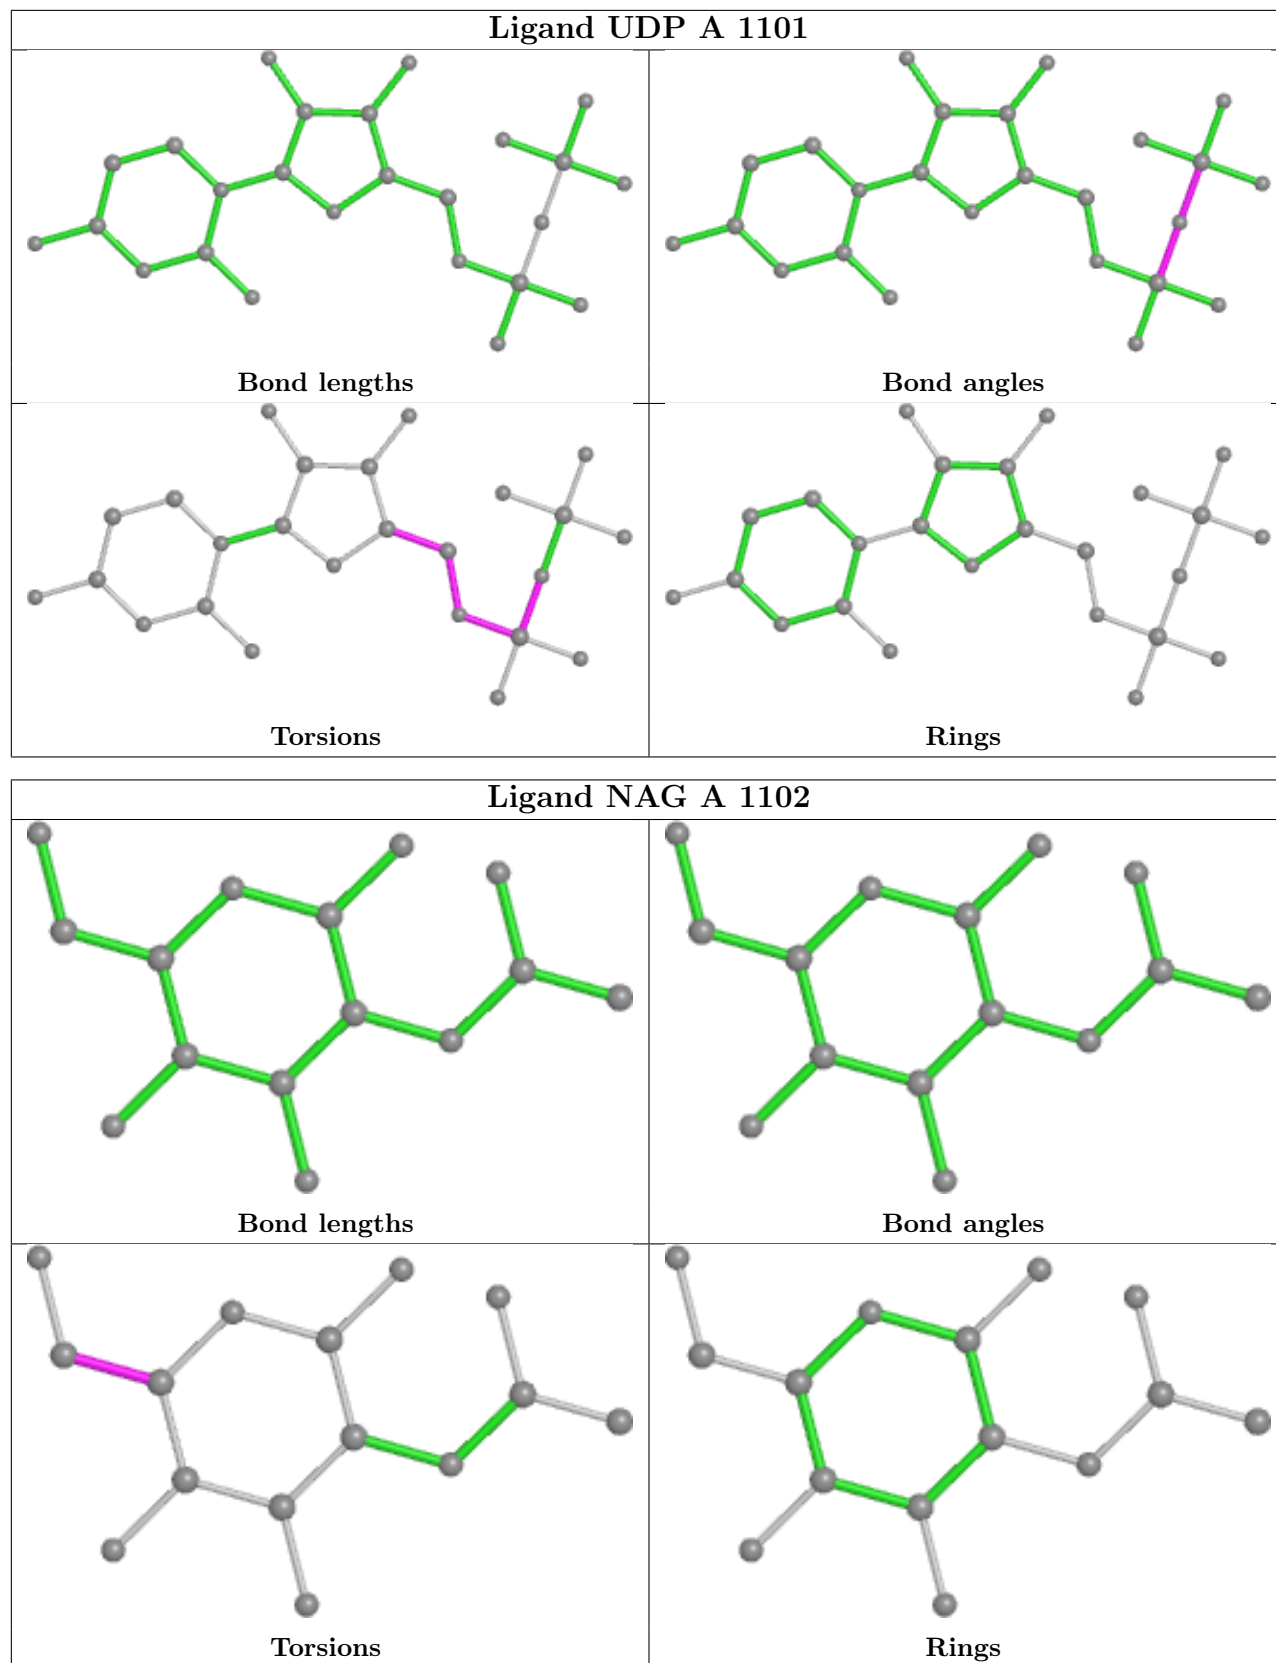 Ligand UDP A 1101
Bond lengths
Bond angles
Torsions
Rings
Ligand NAG A 1102
Bond lengths
Bond angles
Torsions
Rings